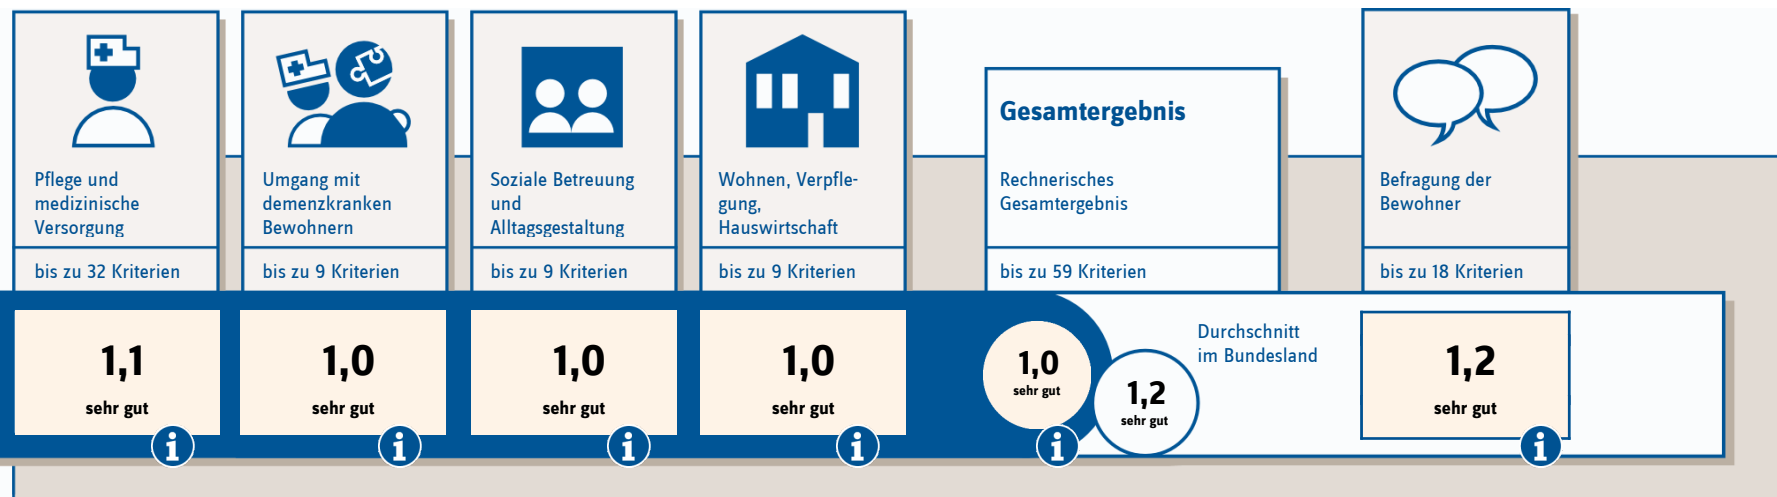 Pflege und
medizinische
Versorgung
bis zu 32 Kriterien
1,1
sehr gut
Umgang mit
demenzkranken
Bewohnern
bis zu 9 Kriterien
1,0
sehr gut
Soziale Betreuung
und
Alltagsgestaltung
bis zu 9 Kriterien
1,0
sehr gut
Wohnen, Verpfle-
gung,
Hauswirtschaft
bis zu 9 Kriterien
1,0
sehr gut
Gesamtergebnis
Rechnerisches
Gesamtergebnis
bis zu 59 Kriterien
1,0
sehr gut
1,2
sehr gut
Durchschnitt
im Bundesland
Befragung der
Bewohner
bis zu 18 Kriterien
1,2
sehr gut